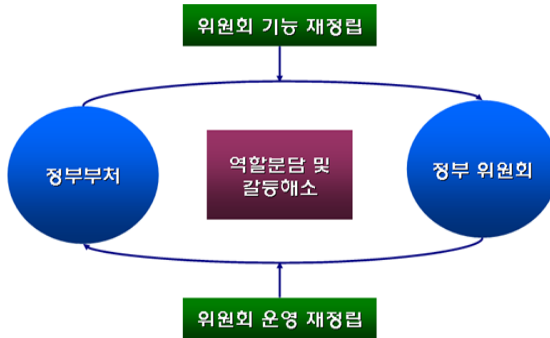 위원회 기능 재정립
정부부처
역할분담 및
갈등해소
정부 위원회
위원회 운영 재정립